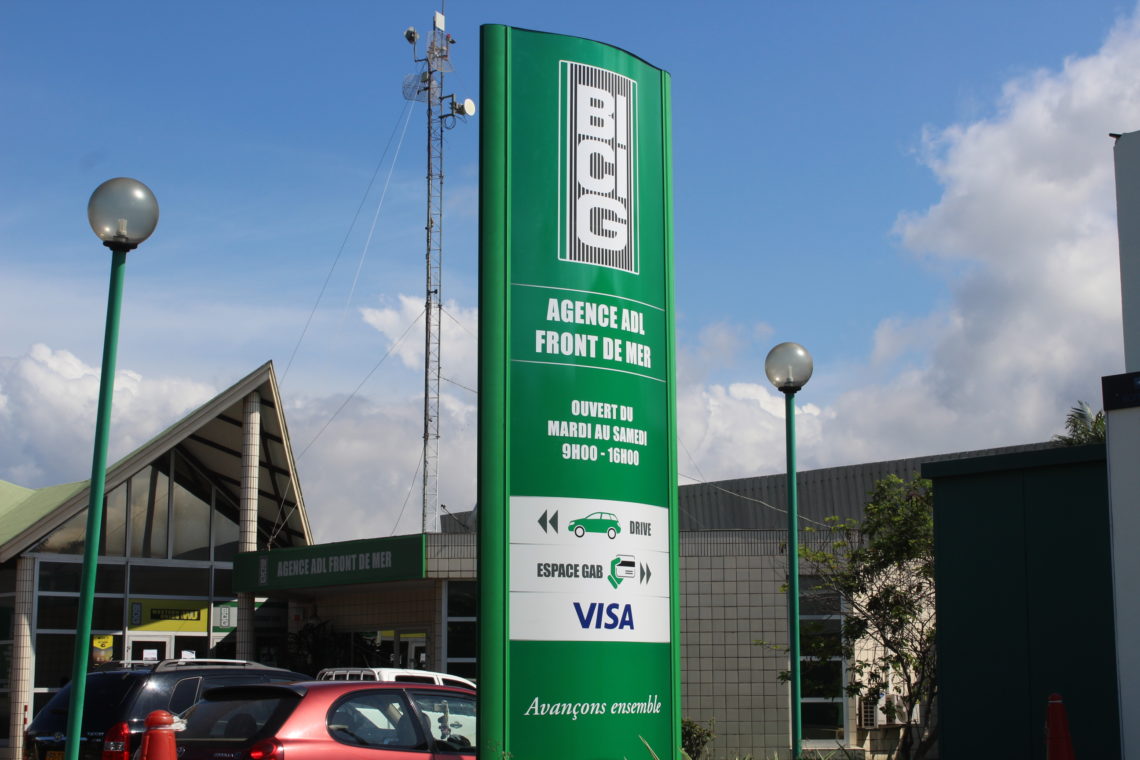 BICIG
AGENCE ADL
FRONT DE MER
OUVERT DU
MARDI AU SAMEDI
9H00 - 16H00
DRIVE
ESPACE GAB
VISA
Avançons ensemble
AGENCE ADL FRONT DE MER